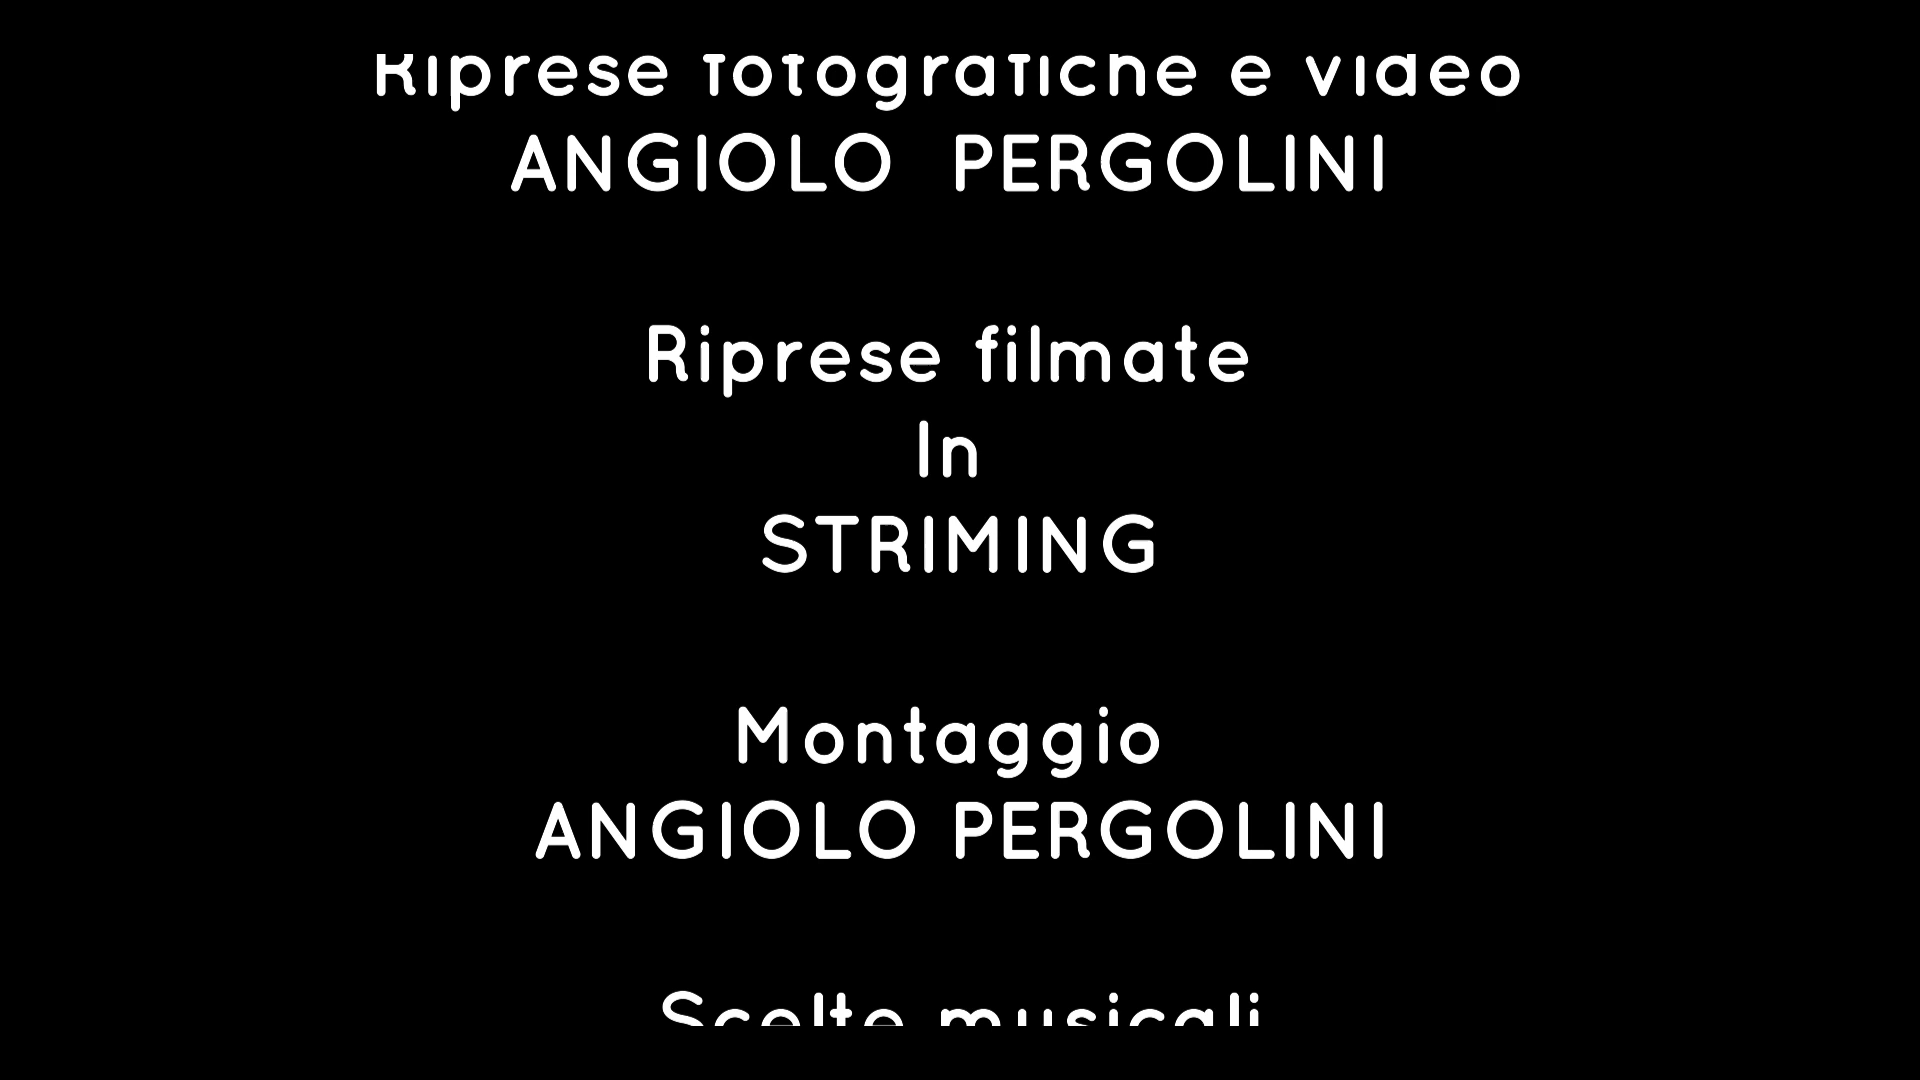 Riprese fotografiche e video
ANGIOLO PERGOLINI
Riprese filmate
In
STRIMING
Montaggio
ANGIOLO PERGOLINI
Scelte musicali